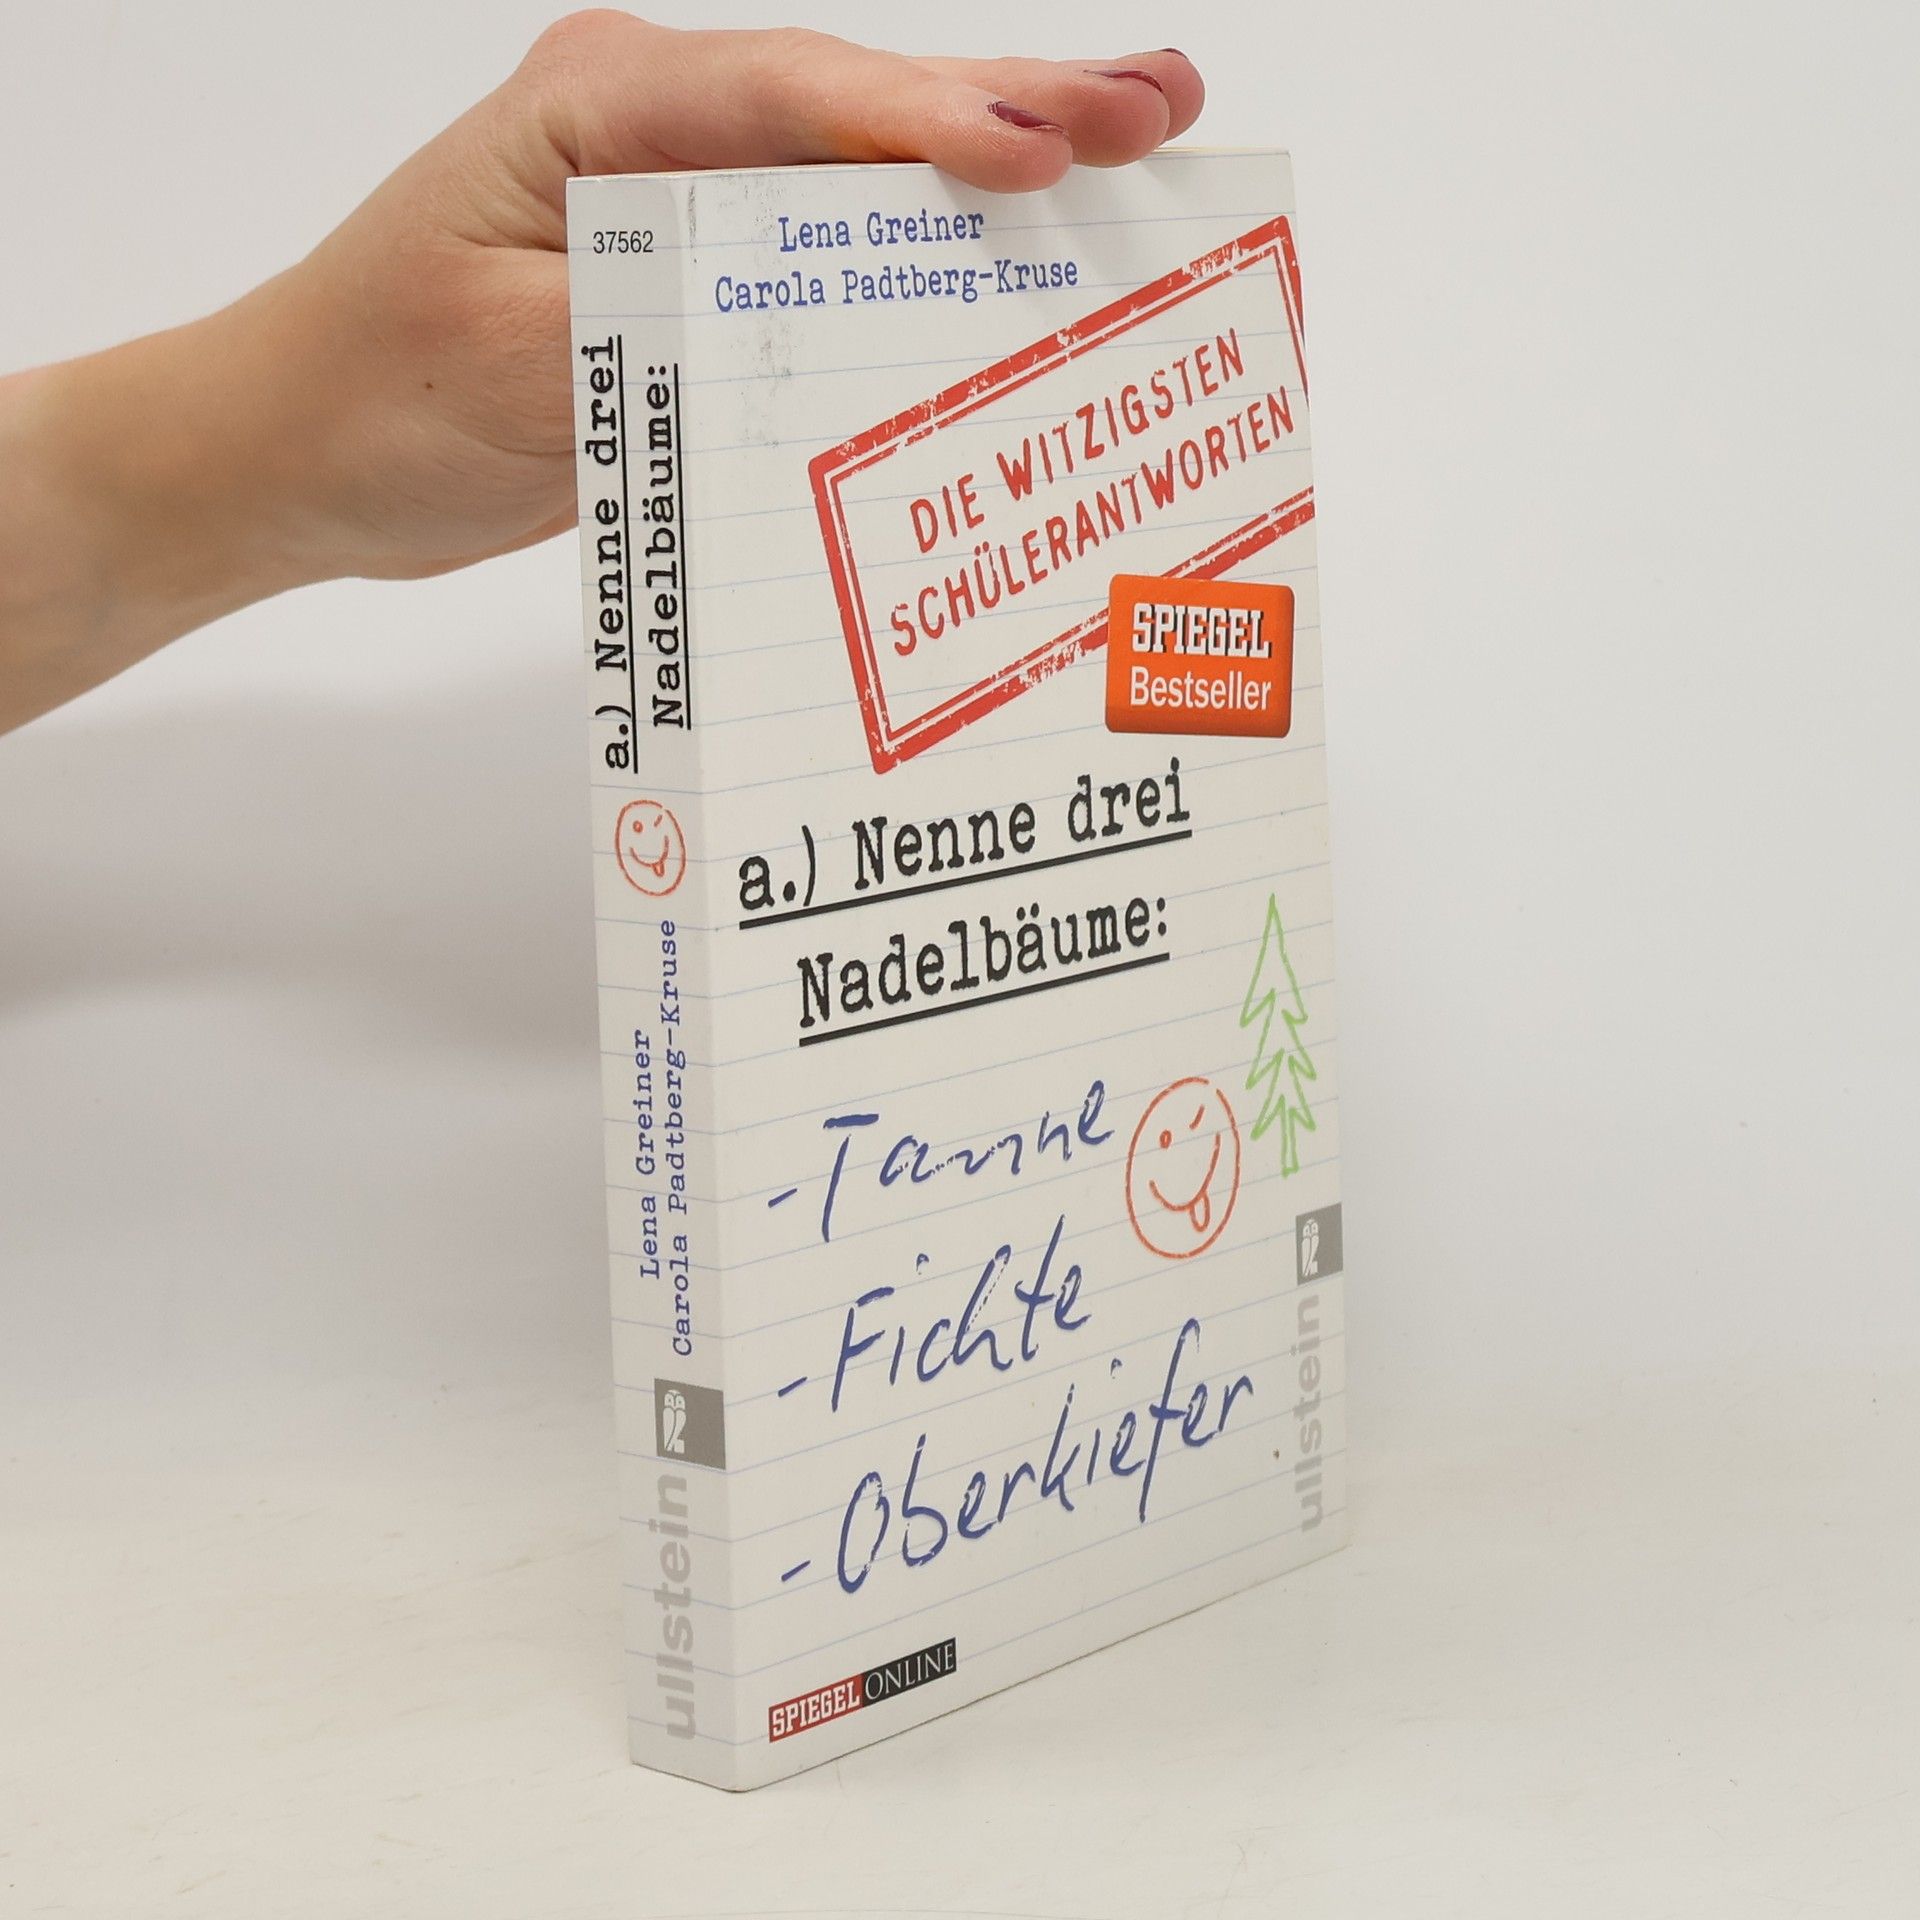 37562
a.) Nenne drei
Nadelbäume:
Lena Greiner
Carola Padtberg-Kruse
ullstein
Lena Greiner
Carola Padtberg-Kruse
DIE WITZIGSTEN
SCHÜLERANTWORTEN
SPIEGEL
Bestseller
a.) Nenne drei
Nadelbäume:
- Tanne
- Fichte
- Oberkiefer
ullstein
SPIEGEL ONLINE